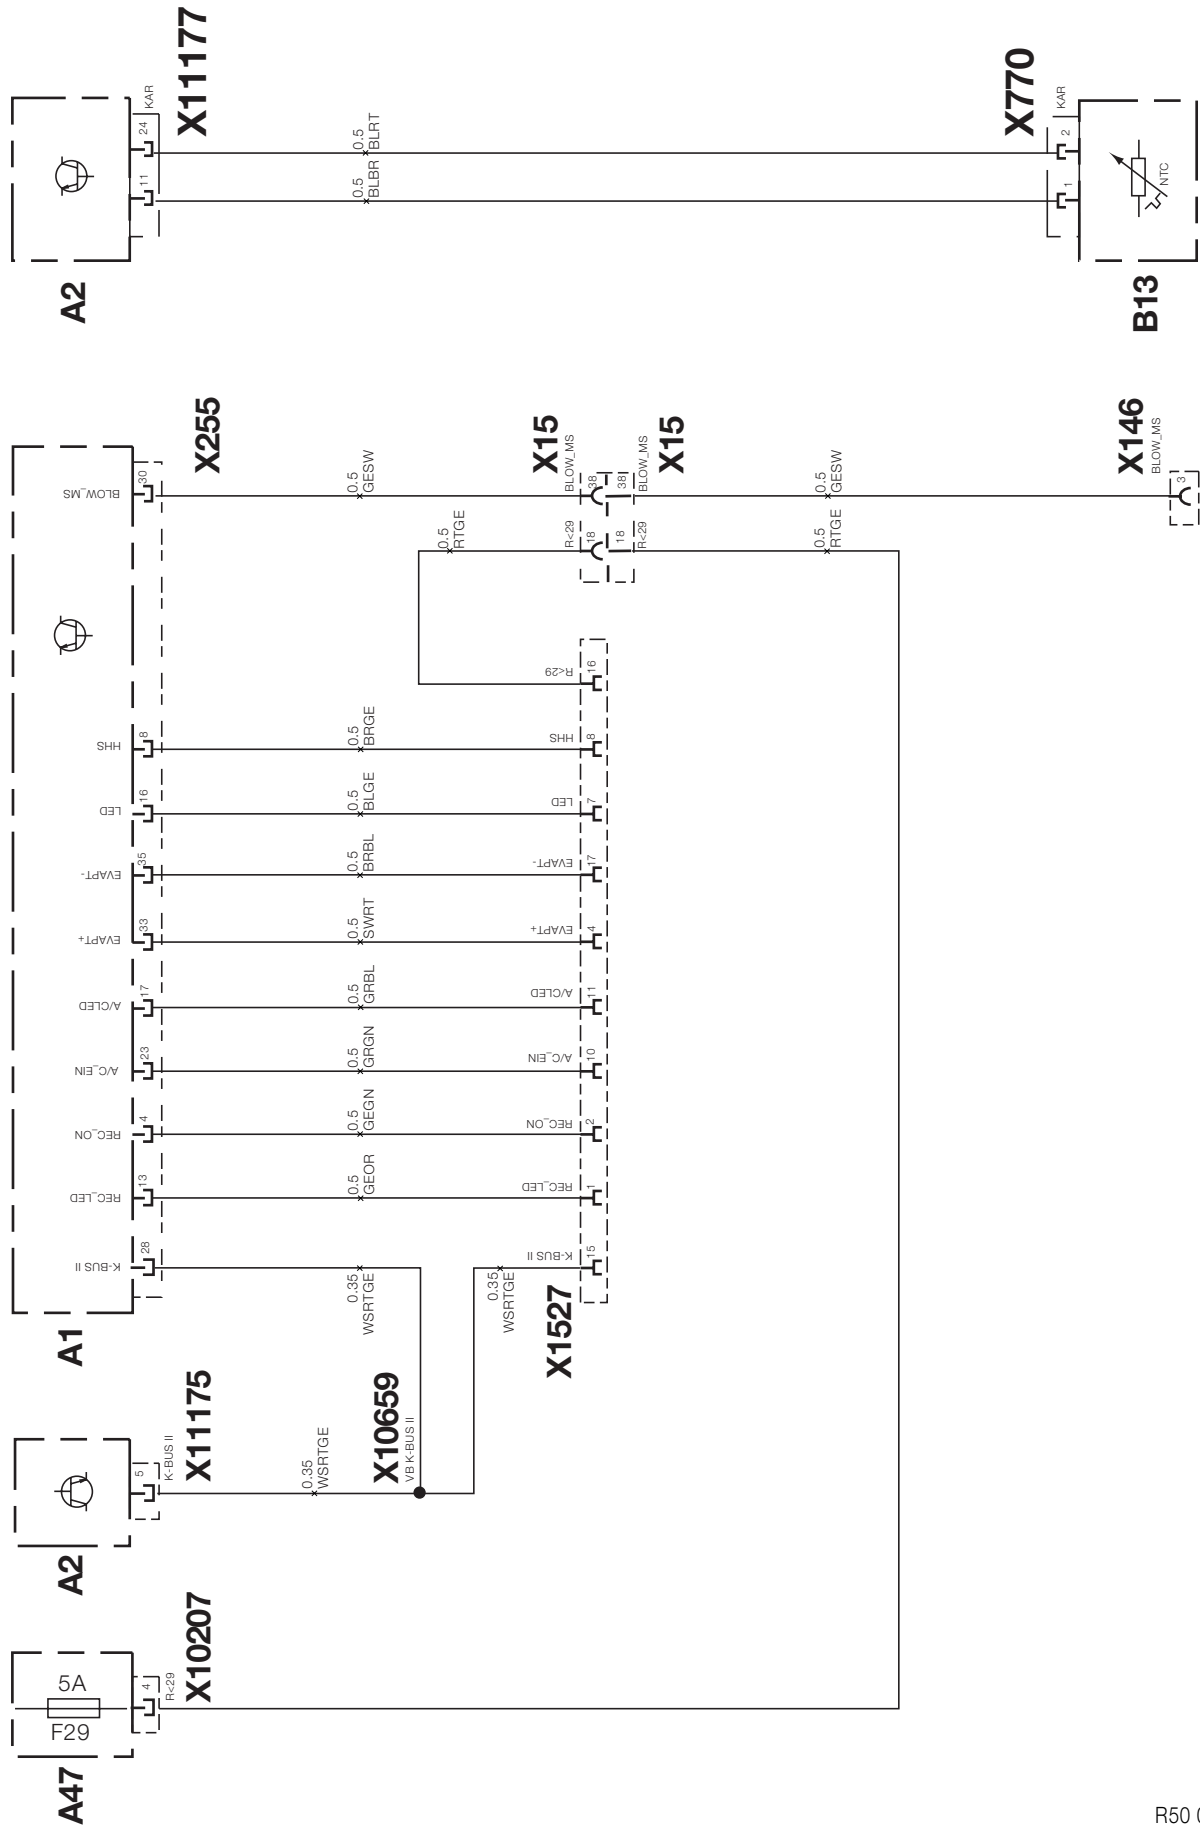 X11177
KAR
24
11
A2
0.5
BLRT
0.5
BLBR
X770
KAR
2
1
NTC
B13
X255
BLOW_MS
30
0.5
GESW
X15
BLOW_MS
38
38
BLOW_MS
X15
0.5
GESW
X146
BLOW_MS
3
0.5
RTGE
R<29
18
18
R<29
0.5
RTGE
R<29
16
HHS
8
0.5
BRGE
HHS
8
LED
16
0.5
BLGE
LED
7
EVAPT-
35
0.5
BRBL
EVAPT-
17
EVAPT+
33
0.5
SWRT
EVAPT+
4
A/CLED
17
0.5
GRBL
A/CLED
11
A/C_EIN
23
0.5
GRGN
A/C_EIN
10
REC_ON
4
0.5
GEGN
REC_ON
2
REC_LED
13
0.5
GEOR
REC_LED
1
K-BUS II
28
0.35
WSRTGE
0.35
WSRTGE
K-BUS II
15
A1
X1527
X11175
K-BUS II
5
A2
0.35
WSRTGE
X10659
VB K-BUS II
X10207
R<29
4
5A
F29
A47
R50